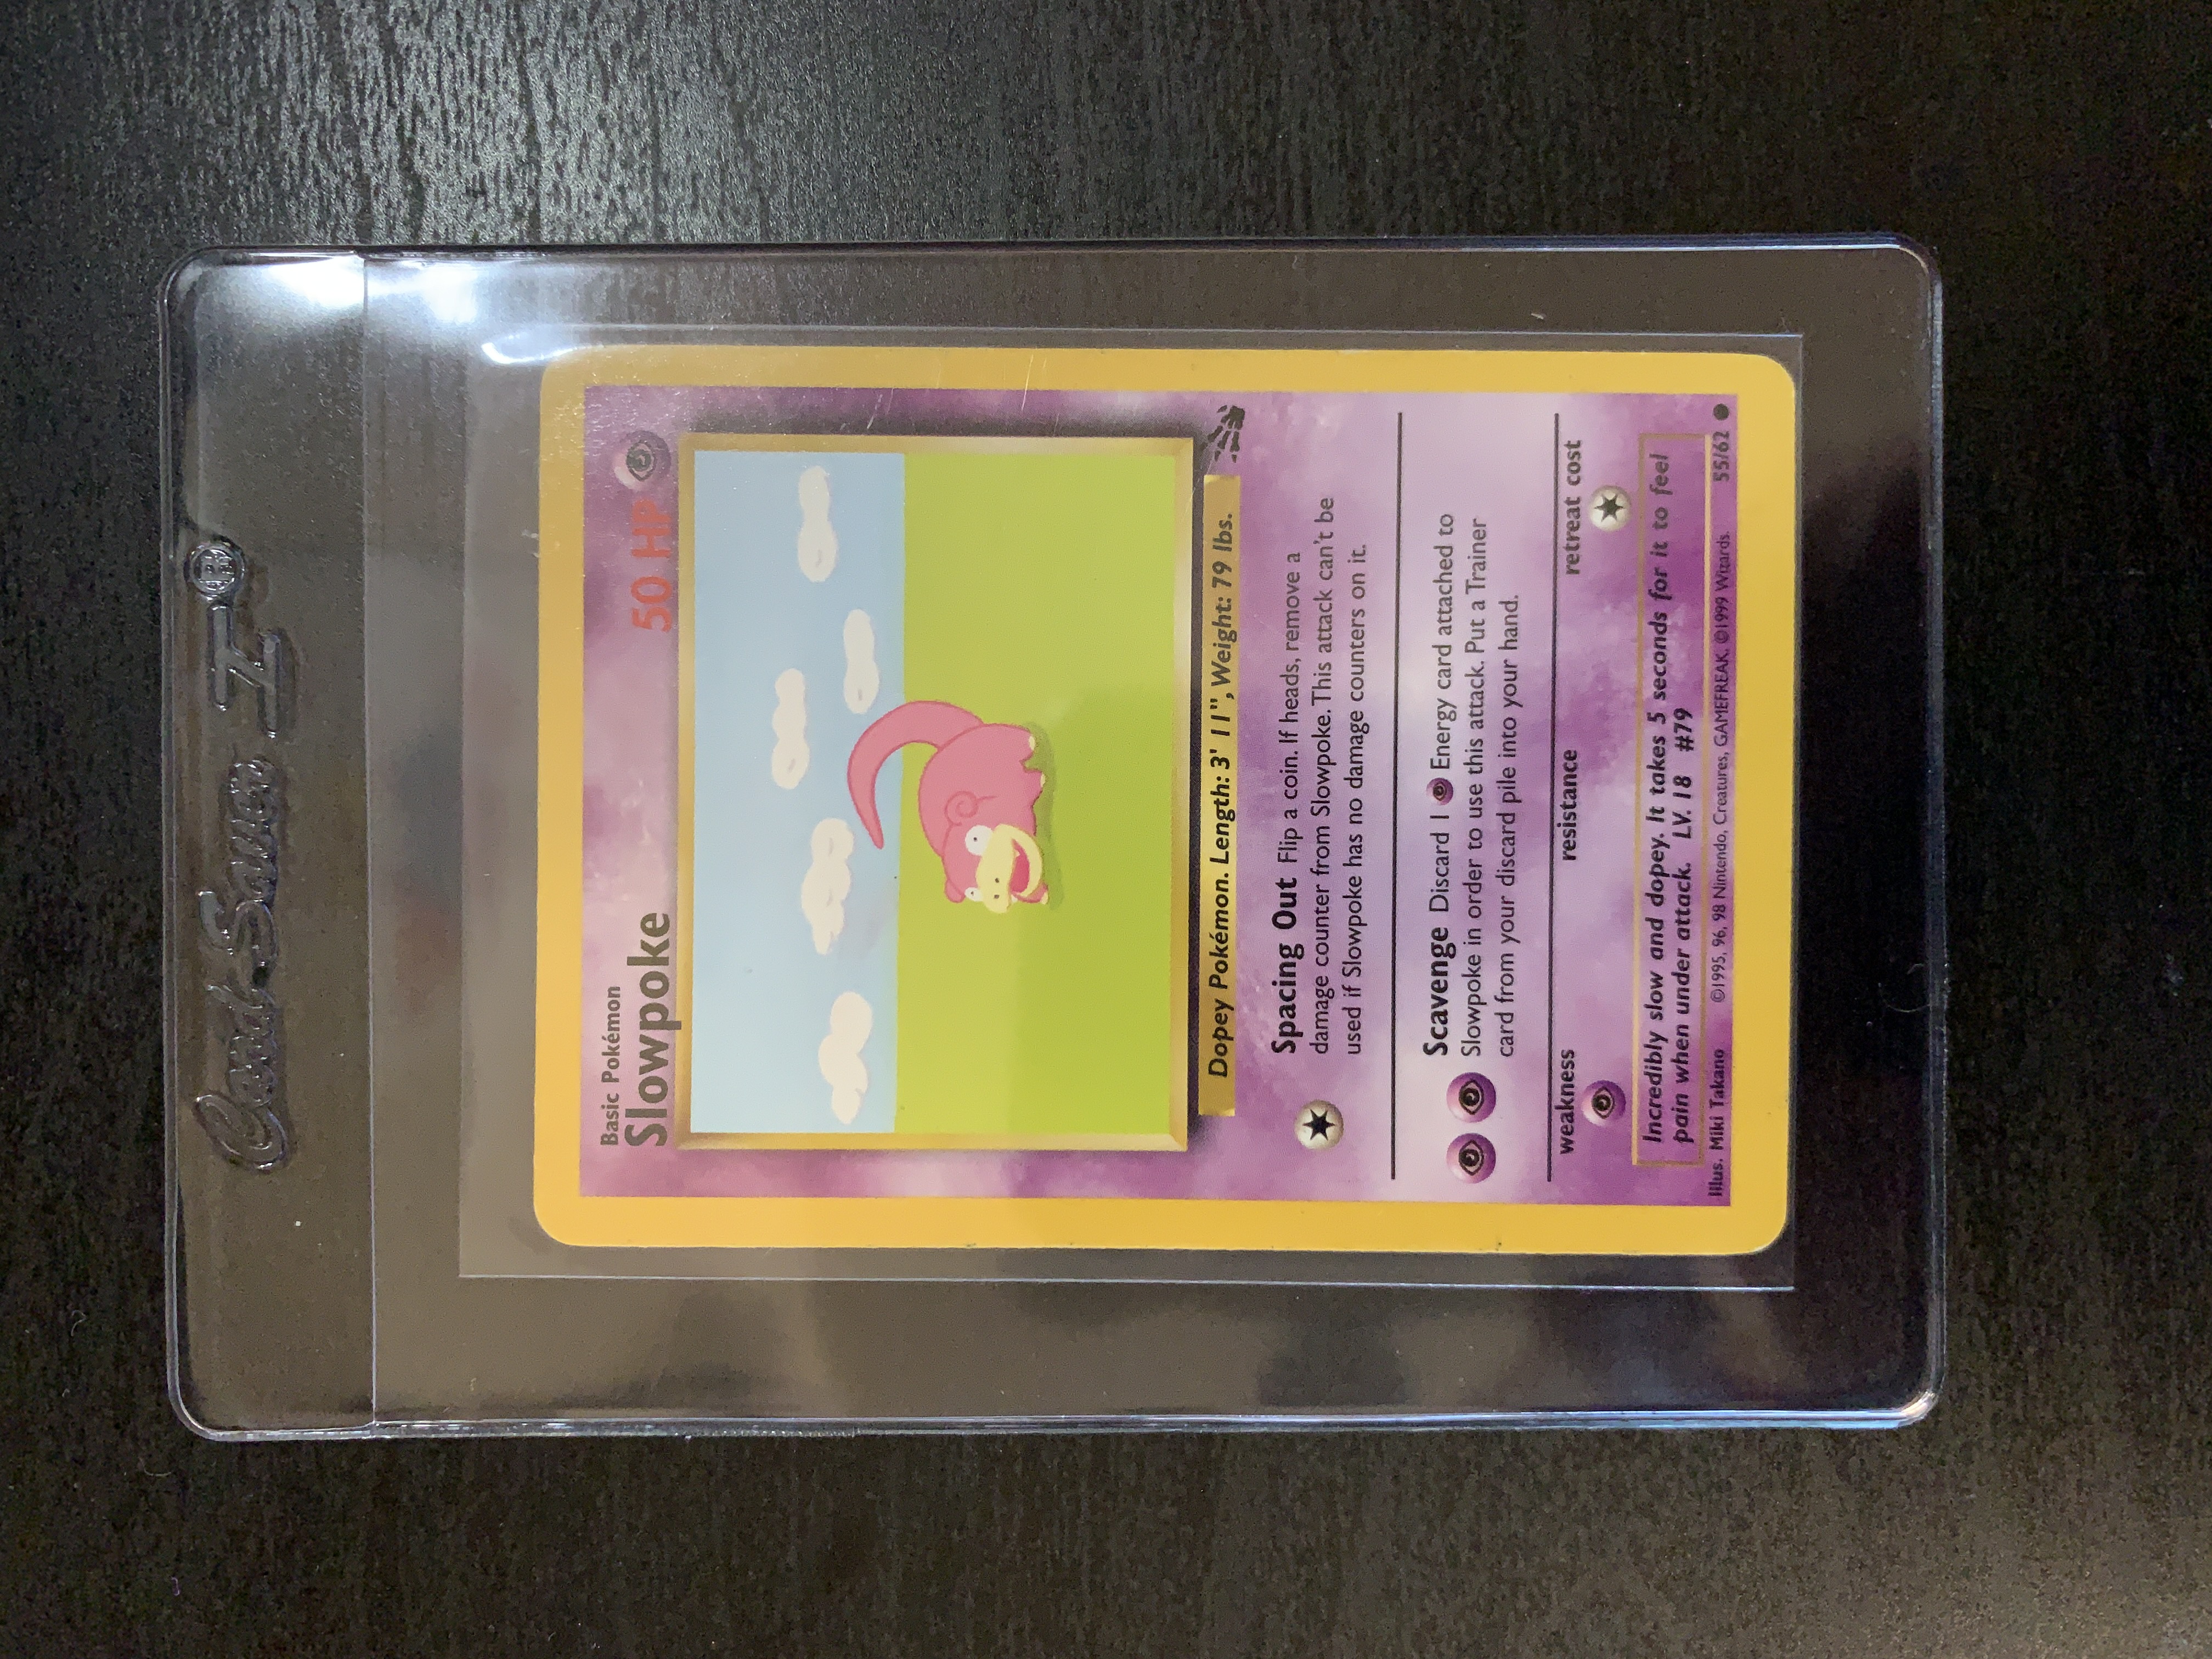 Card Saver I®
Basic Pokémon
Slowpoke
50 HP
Dopey Pokémon. Length: 3' 11", Weight: 79 lbs.
Spacing Out Flip a coin. If heads, remove a
damage counter from Slowpoke. This attack can't be
used if Slowpoke has no damage counters on it.
Scavenge Discard 1 Energy card attached to
Slowpoke in order to use this attack. Put a Trainer
card from your discard pile into your hand.
weakness resistance retreat cost
Incredibly slow and dopey. It takes 5 seconds for it to feel
pain when under attack. LV. 18 #79
Illus. Miki Takano ©1995, 96, 98 Nintendo, Creatures, GAMEFREAK. ©1999 Wizards. 55/62